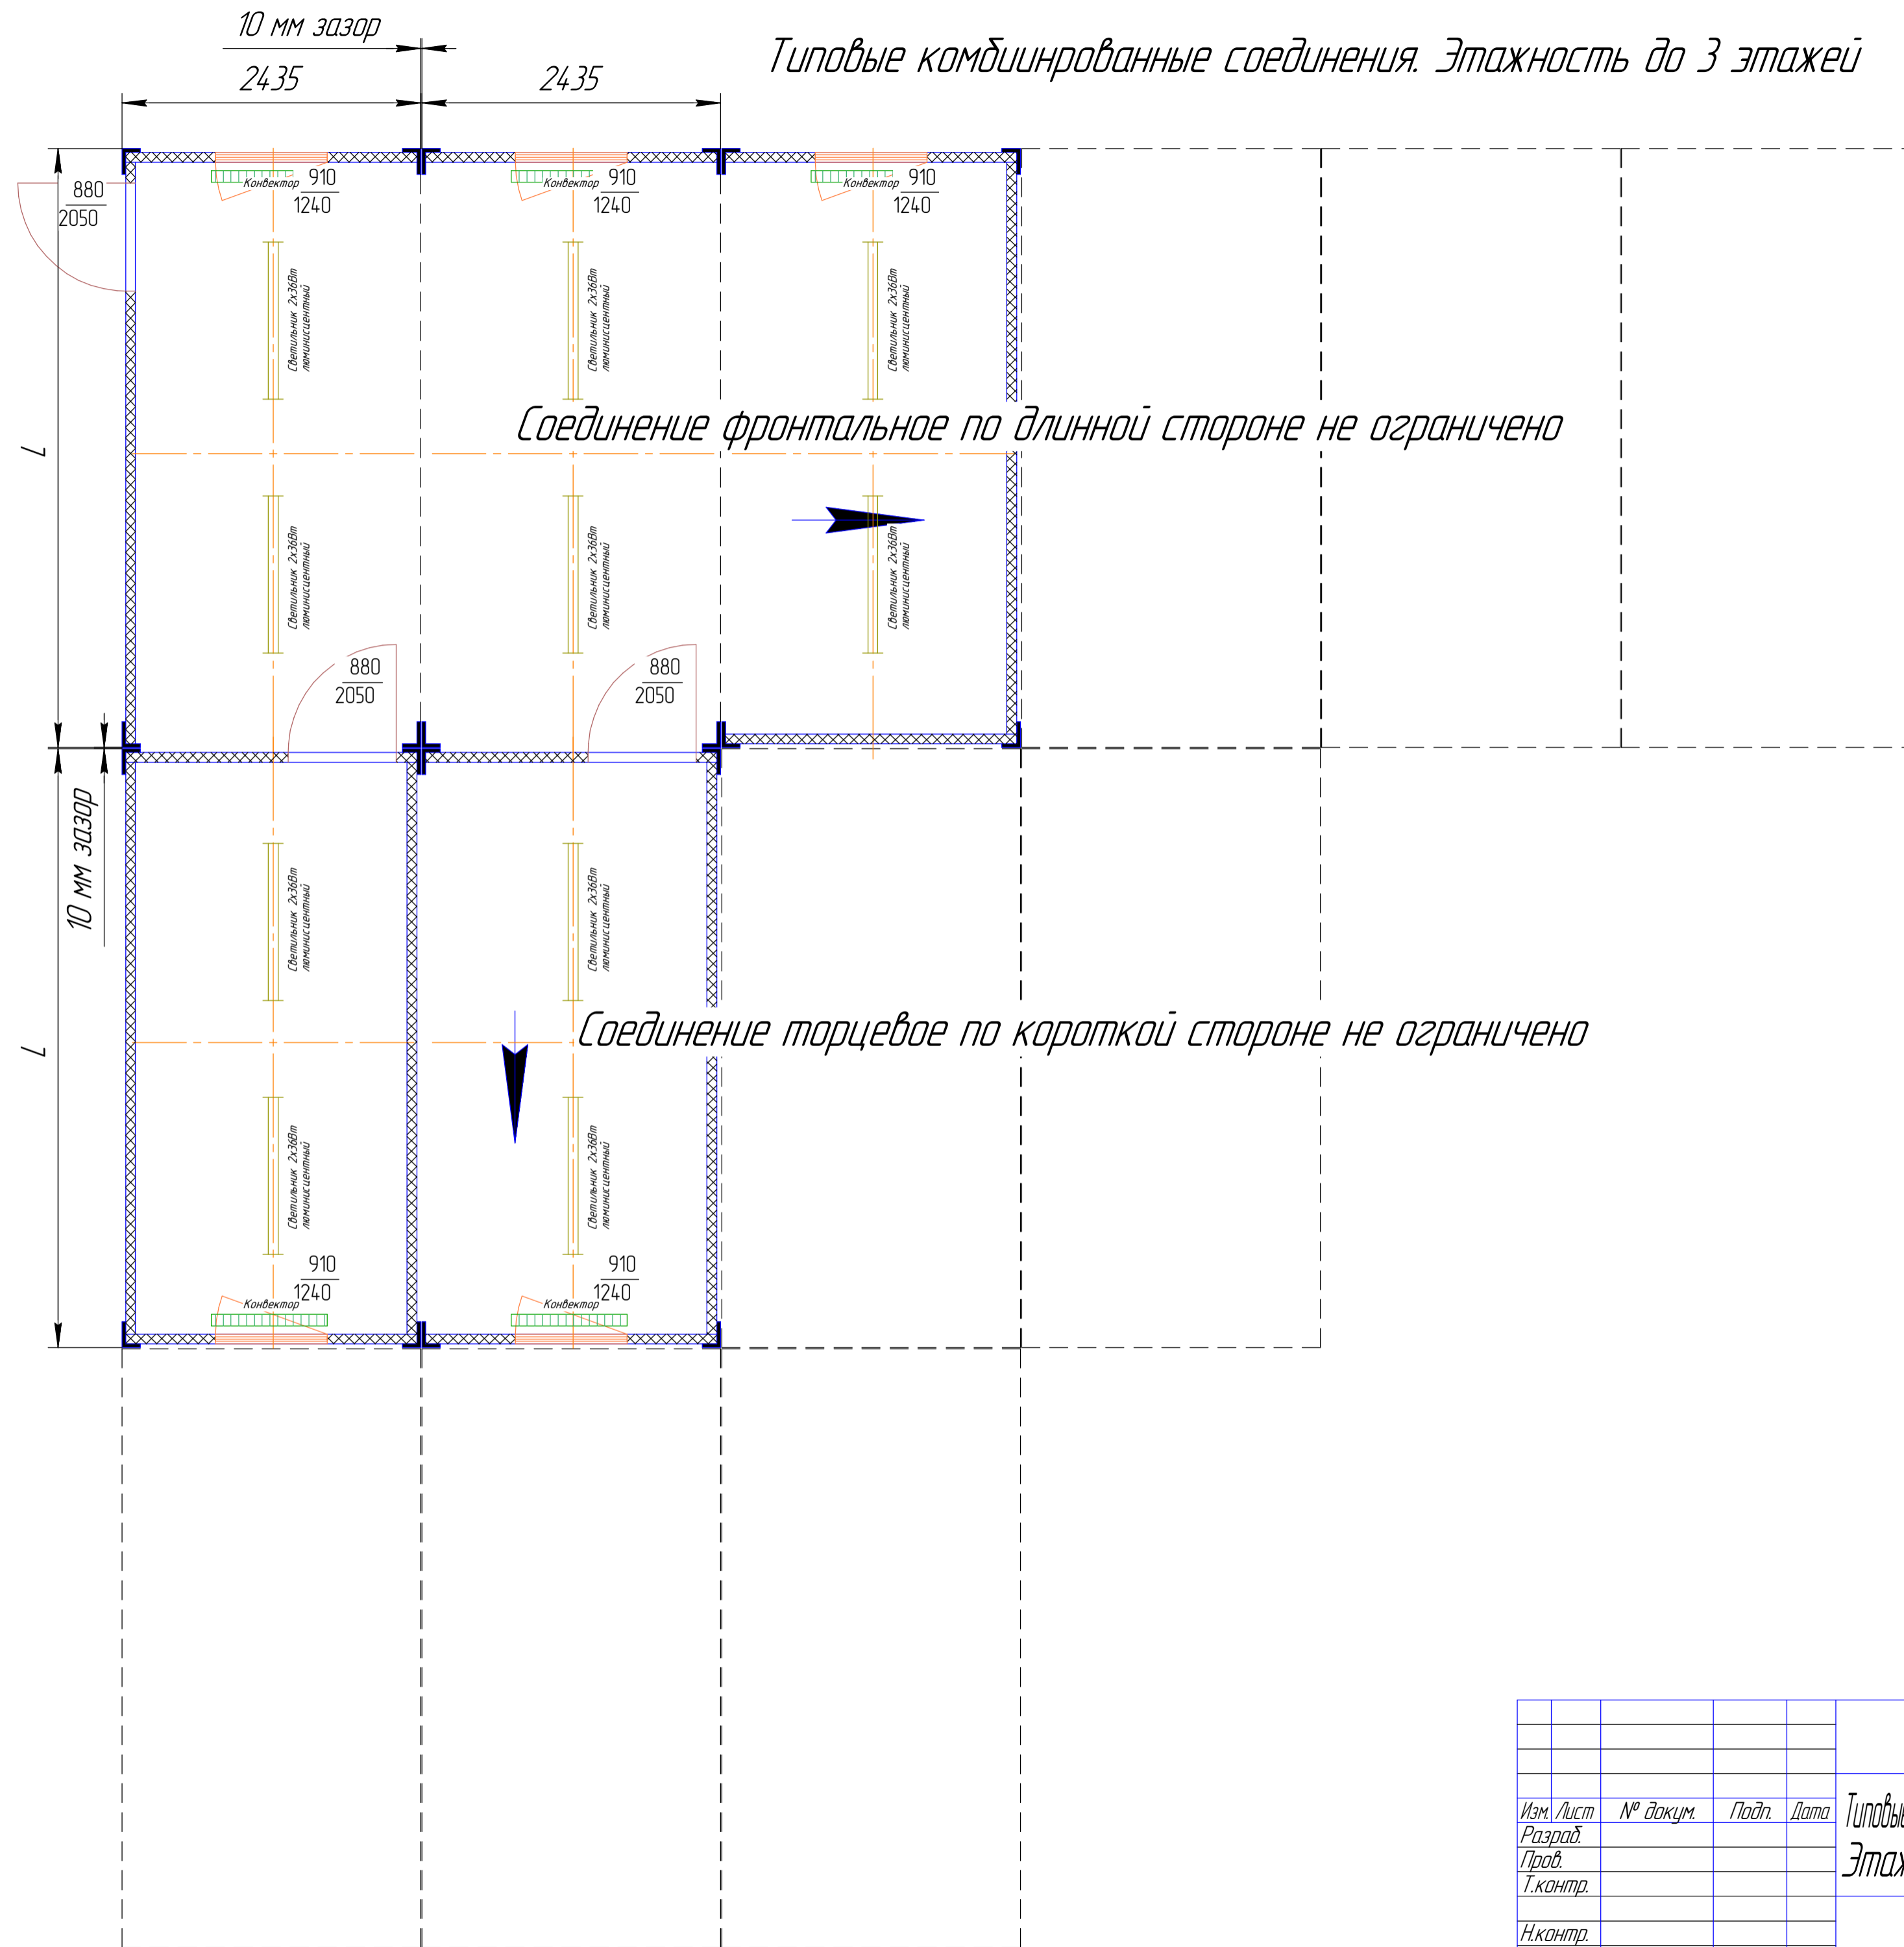 10 мм зазор
Типовые комбиинрованные соединения. Этажность до 3 этажей
2435
2435
880
2050
Конвектор
910
1240
Конвектор
910
1240
Конвектор
910
1240
Светильник 2х36Вт
люминисцентный
Светильник 2х36Вт
люминисцентный
Светильник 2х36Вт
люминисцентный
L
Соединение фронтальное по длинной стороне не ограничено
Светильник 2х36Вт
люминисцентный
Светильник 2х36Вт
люминисцентный
Светильник 2х36Вт
люминисцентный
880
2050
880
2050
10 мм зазор
Светильник 2х36Вт
люминисцентный
Светильник 2х36Вт
люминисцентный
L
Соединение торцевое по короткой стороне не ограничено
Светильник 2х36Вт
люминисцентный
Светильник 2х36Вт
люминисцентный
910
1240
Конвектор
910
1240
Конвектор
Изм. Лист № докум. Подп. Дата
Разраб.
Пров.
Т.контр.
Н.контр.
Типовые
Этаж